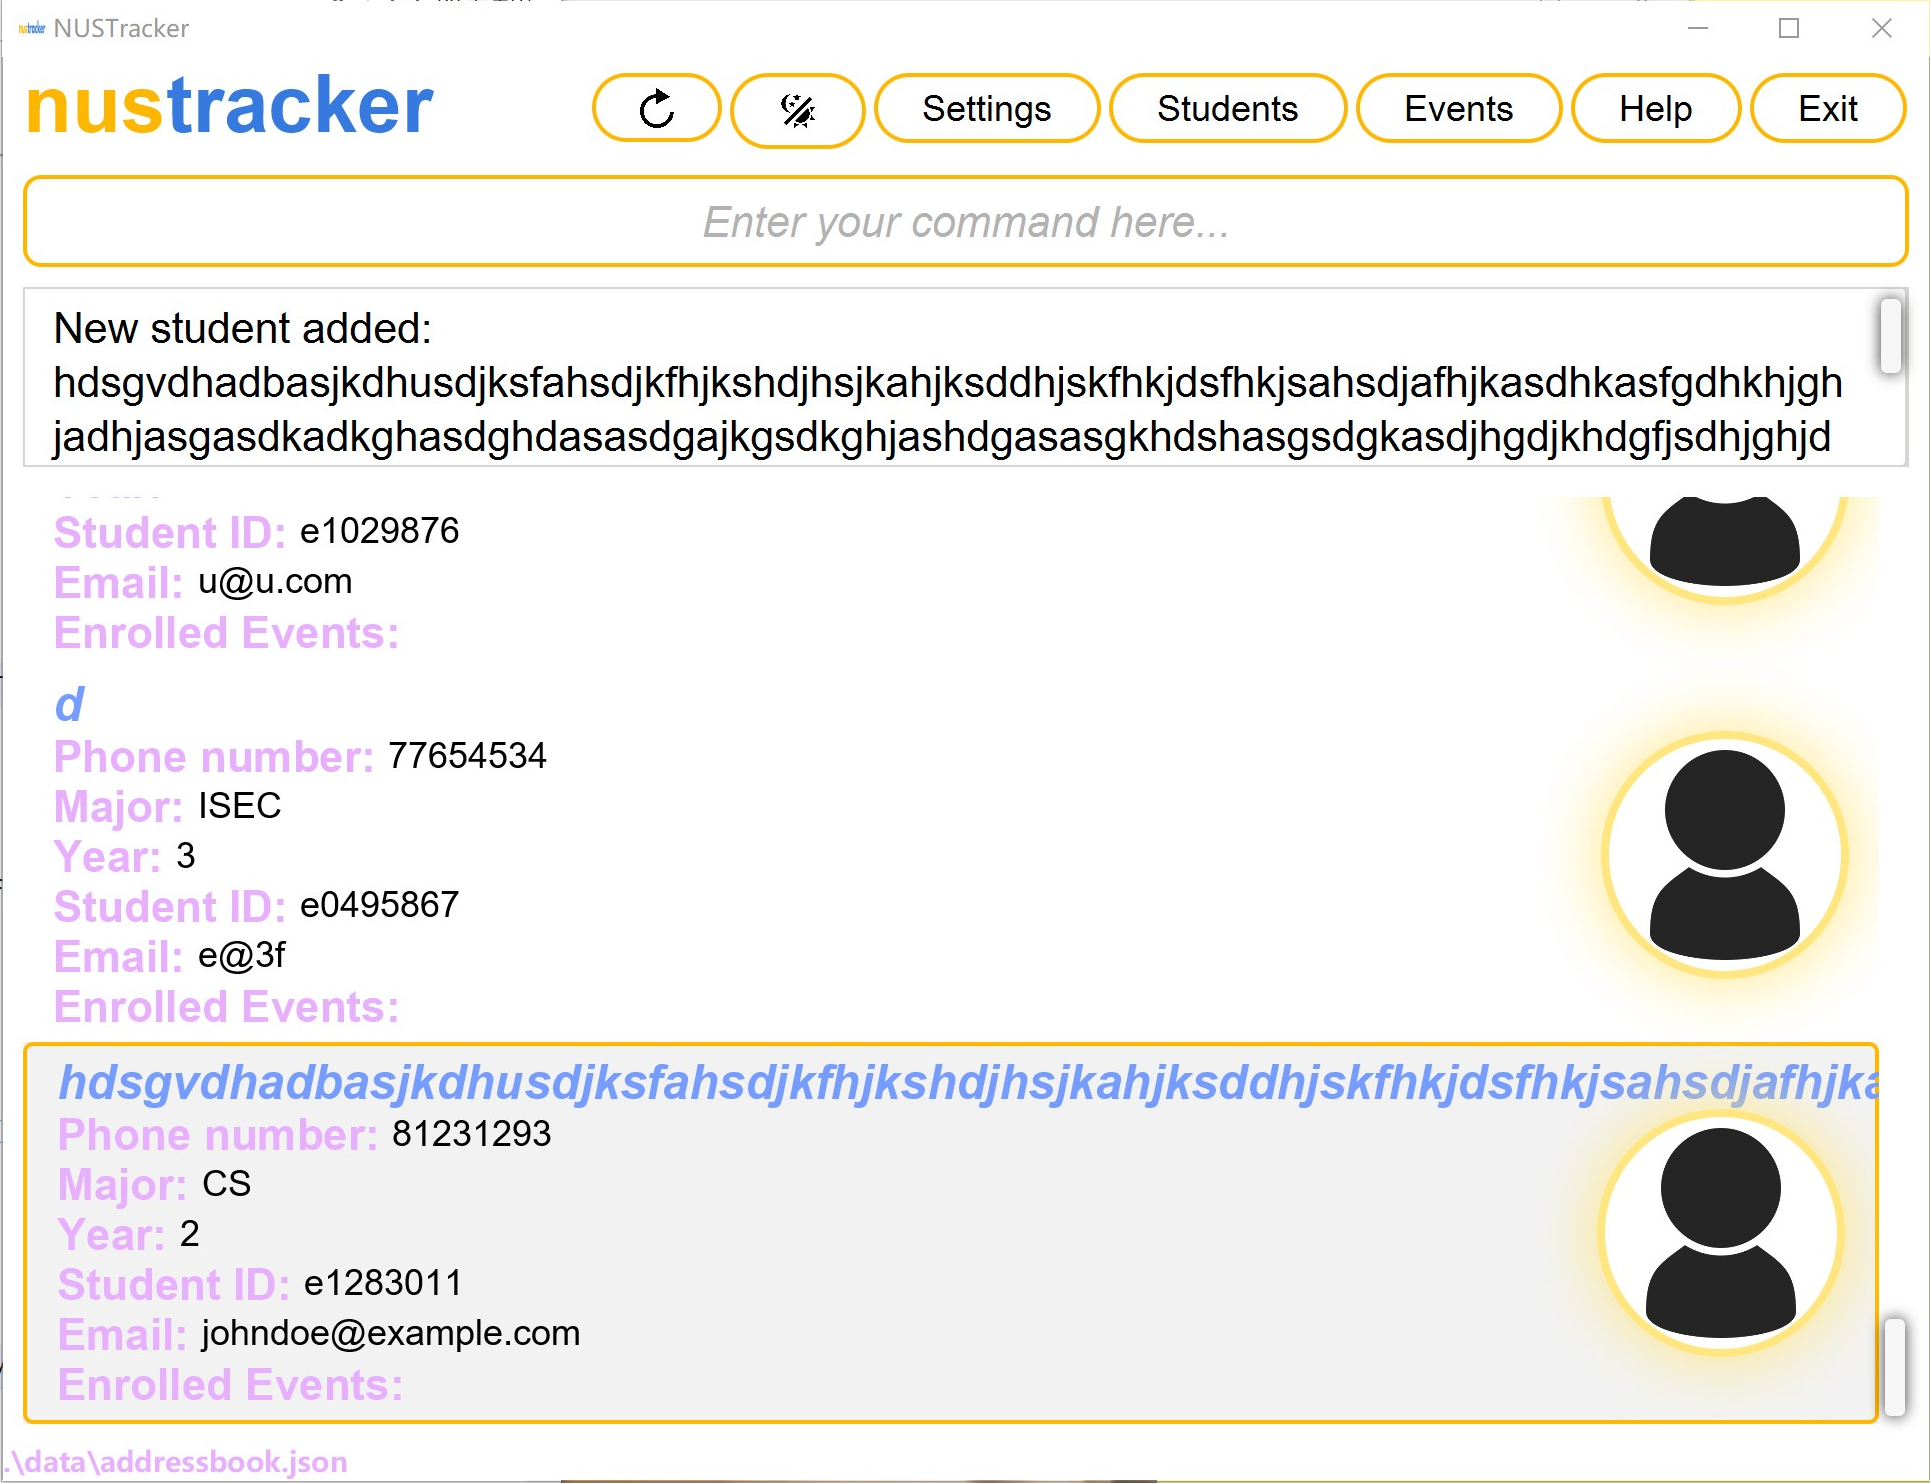 NUSTracker
nustracker
Settings
Students
Events
Help
Exit
Enter your command here...
New student added:
hdsgvdhadbasjkdhusdjksfahsdjkfhjkshdjhsjkahjksddhjskfhkjdsfhkjsahsdjafhjkasdhkasfgdhkhjgh
jadhjasgasdkadkghasdghdasasdgajkgsdkghjashdgasasgkhdshasgsdgkasdjhgdjkhdgfjsdhjghjd
Student ID: e1029876
Email: u@u.com
Enrolled Events:
d
Phone number: 77654534
Major: ISEC
Year: 3
Student ID: e0495867
Email: e@3f
Enrolled Events:
hdsgvdhadbasjkdhusdjksfahsdjkfhjkshdjhsjkahjksddhjskfhkjdsfhkjsahsdjafhjka
Phone number: 81231293
Major: CS
Year: 2
Student ID: e1283011
Email: johndoe@example.com
Enrolled Events:
.\data\addressbook.json